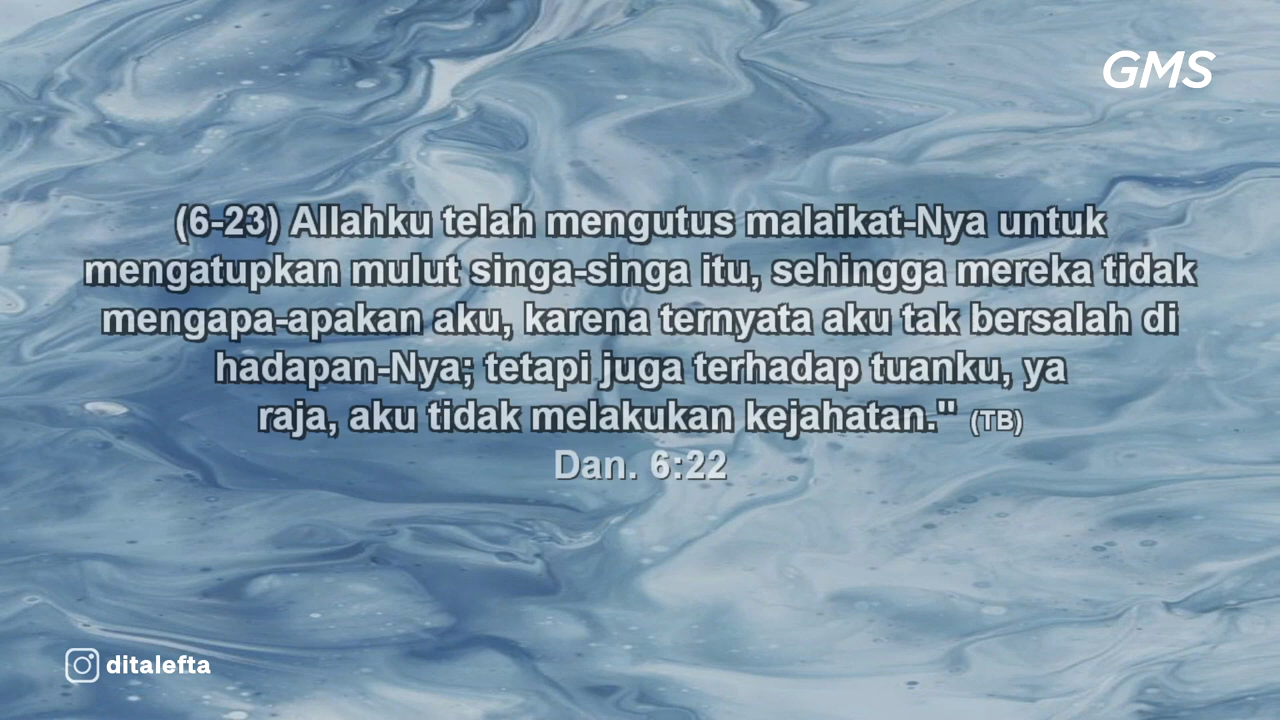 GMS
(6-23) Allahku telah mengutus malaikat-Nya untuk
mengatupkan mulut singa-singa itu, sehingga mereka tidak
mengapa-apakan aku, karena ternyata aku tak bersalah di
hadapan-Nya; tetapi juga terhadap tuanku, ya
raja, aku tidak melakukan kejahatan." (TB)
Dan. 6:22
ditalefta